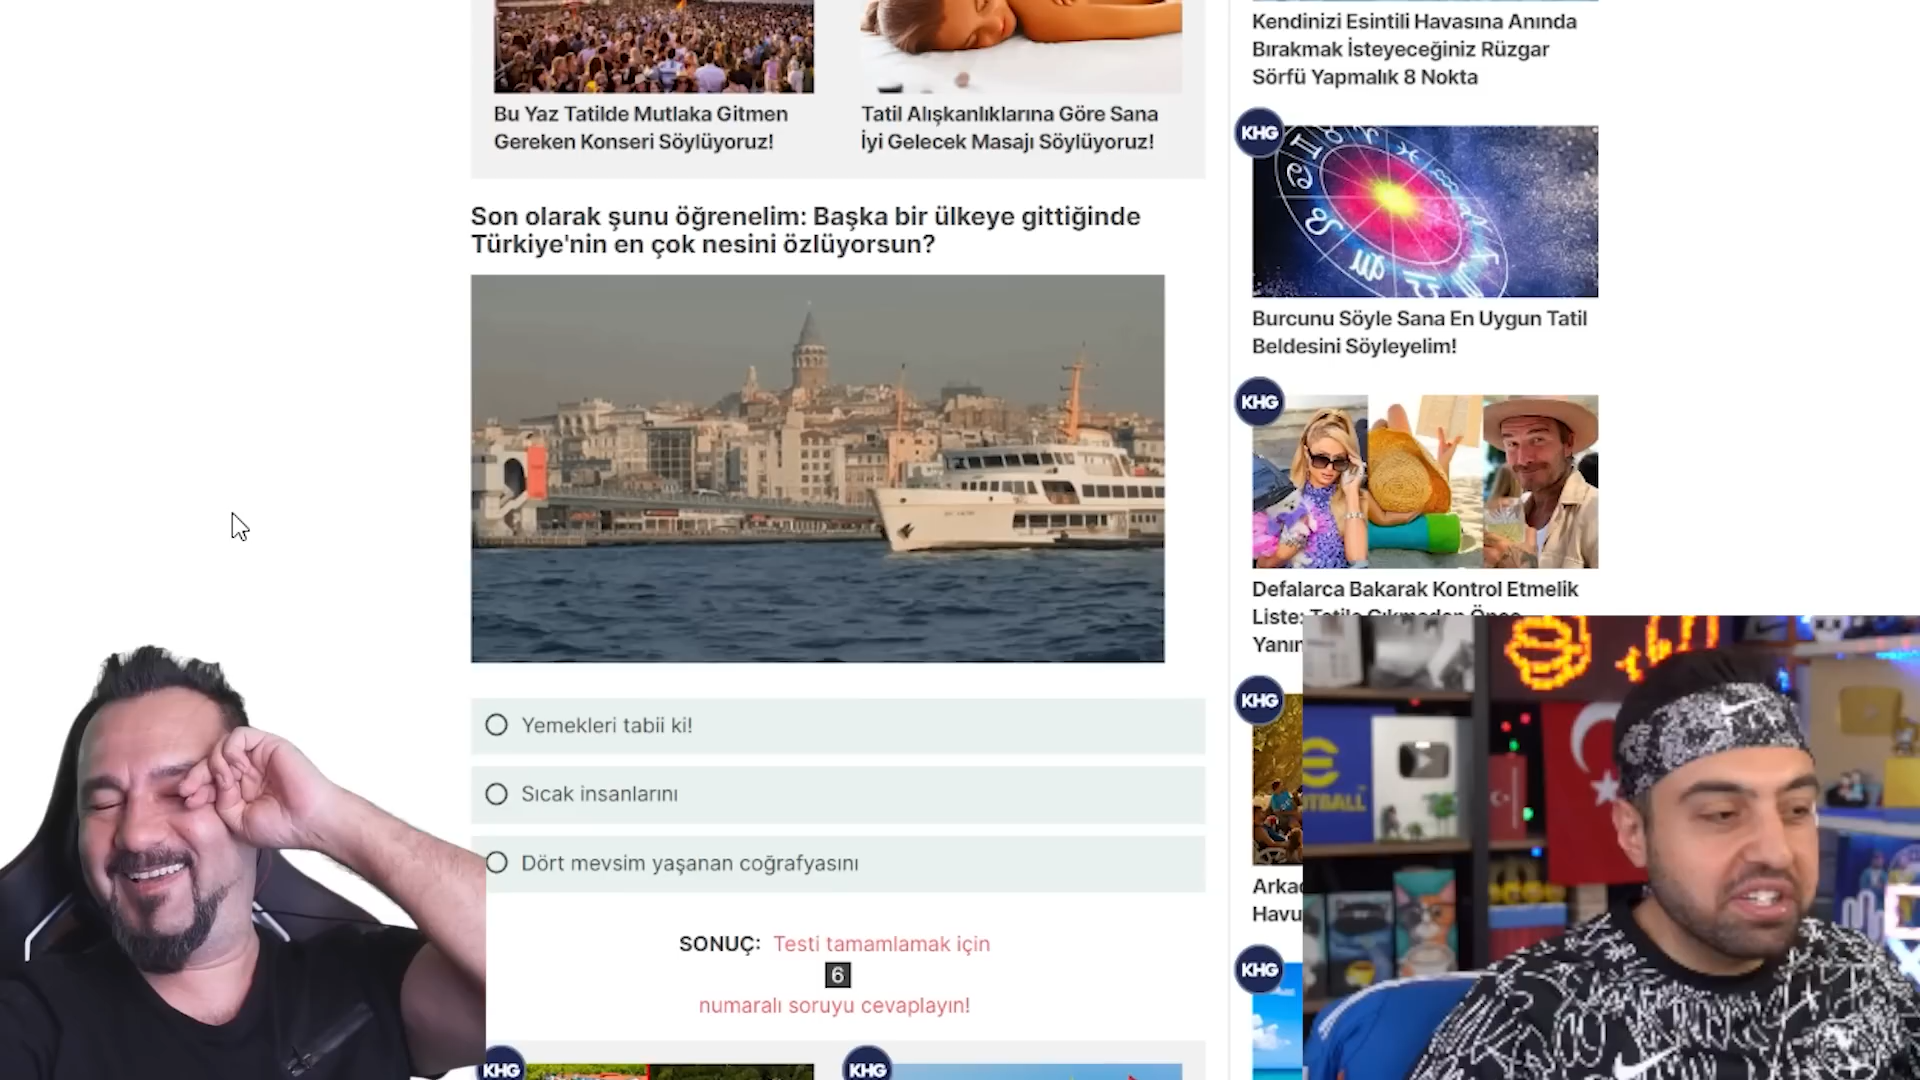 Bu Yaz Tatilde Mutlaka Gitmen
Gereken Konseri Söylüyoruz!
Tatil Alışkanlıklarına Göre Sana
İyi Gelecek Masajı Söylüyoruz!
Son olarak şunu öğrenelim: Başka bir ülkeye gittiğinde
Türkiye'nin en çok nesini özlüyorsun?
Yemekleri tabii ki!
Sıcak insanlarını
Dört mevsim yaşanan coğrafyasını
SONUÇ: Testi tamamlamak için
6
numaralı soruyu cevaplayın!
KHG
KHG
Kendinizi Esintili Havasına Anında
Bırakmak İsteyeceğiniz Rüzgar
Sörfü Yapmalık 8 Nokta
KHG
Burcunu Söyle Sana En Uygun Tatil
Beldesini Söyleyelim!
KHG
Defalarca Bakarak Kontrol Etmelik
Liste: Tatile Çıkmadan Önce
KHG
KHG